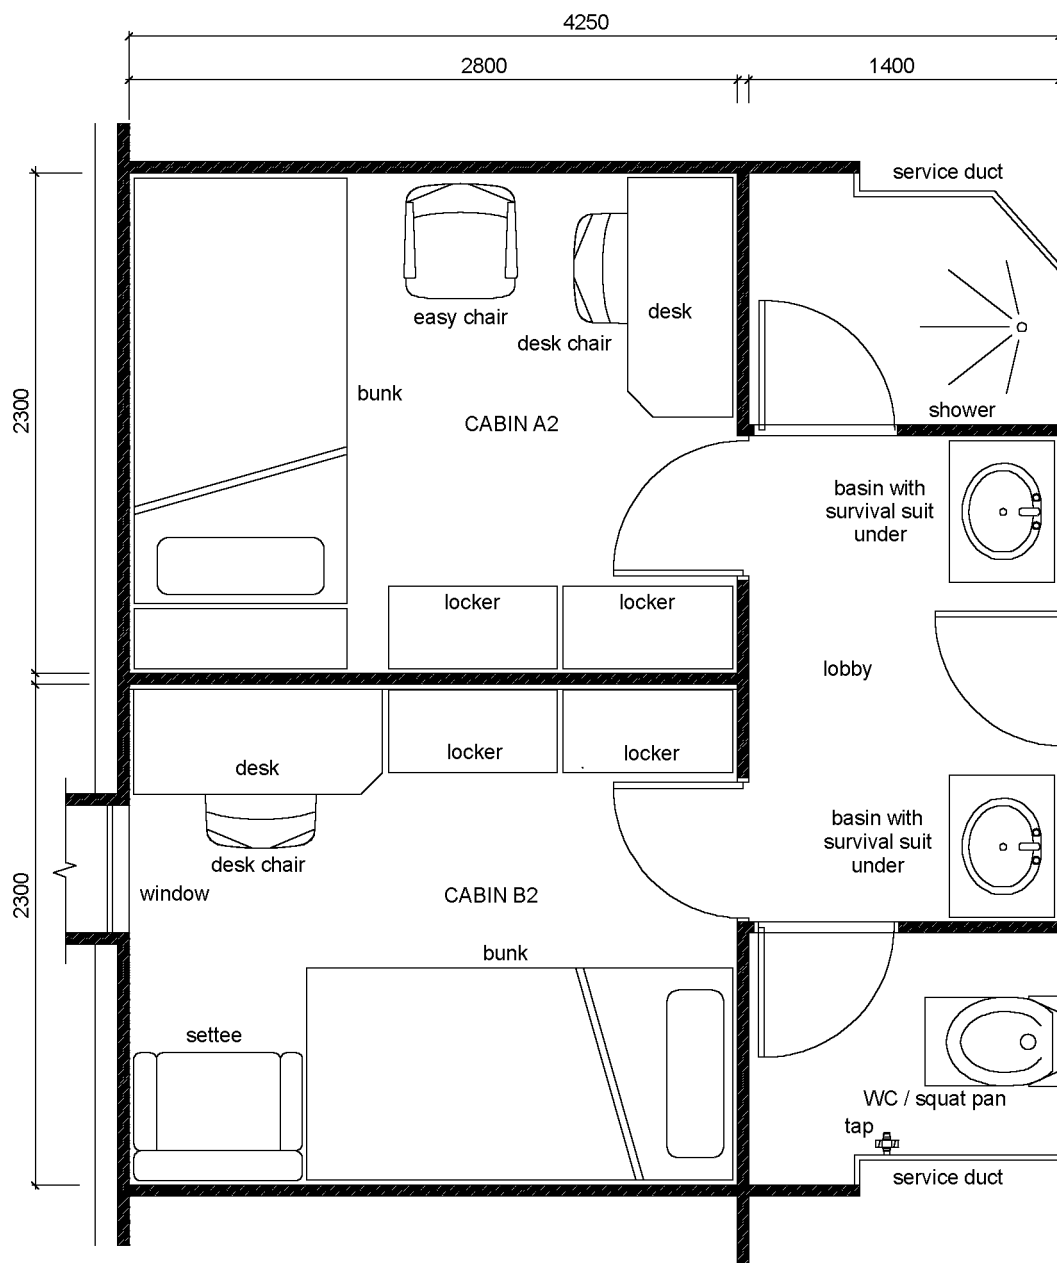 4250
2800
1400
service duct
easy chair
desk
desk chair
2300
bunk
shower
CABIN A2
basin with
survival suit
under
locker
locker
lobby
locker
locker
desk
basin with
survival suit
under
desk chair
2300
window
CABIN B2
bunk
settee
WC / squat pan
tap
service duct